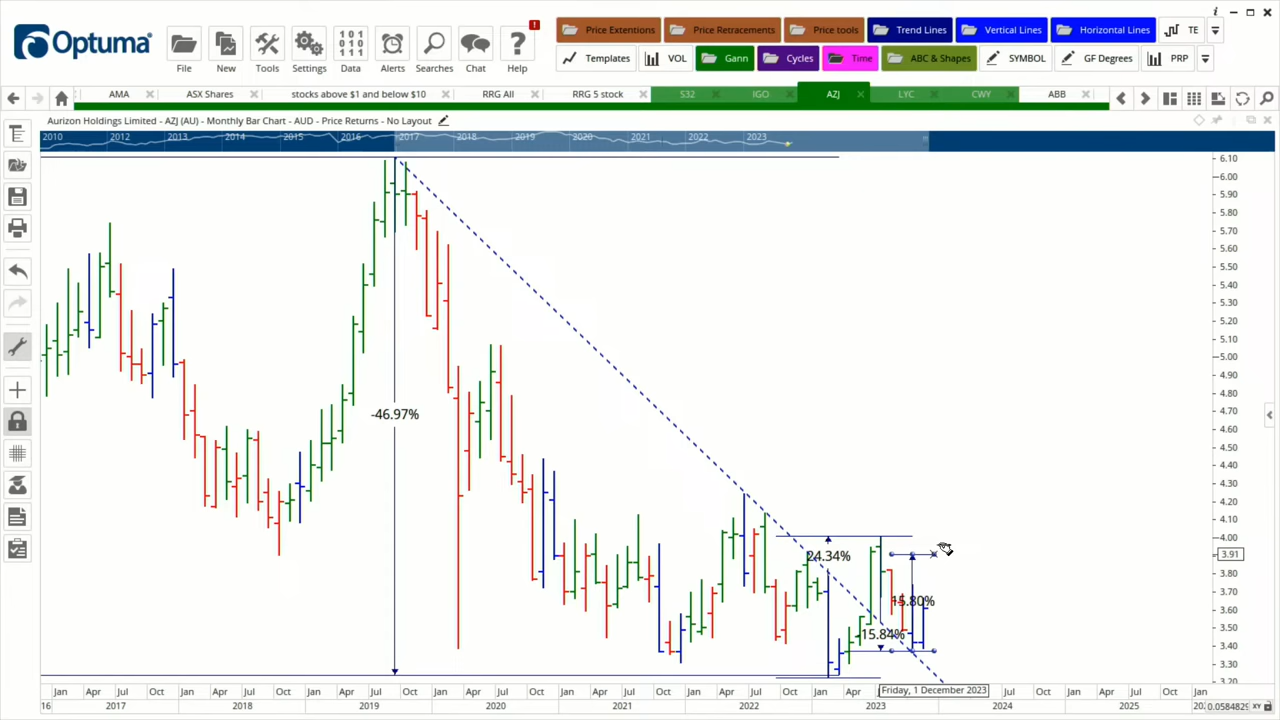 i
Optuma®
File
New
Tools
101
010
101
Settings
Data
Alerts
Searches
Chat
?
Help
!
Price Extentions
Price Retracements
Price tools
Trend Lines
Vertical Lines
Horizontal Lines
TE
Templates
VOL
Gann
Cycles
Time
ABC & Shapes
SYMBOL
GF Degrees
PRP
AMA
ASX Shares
stocks above $1 and below $10
RRG All
RRG 5 stock
S32
IGO
AZJ
LYC
CWY
ABB
Aurizon Holdings Limited - AZJ (AU) - Monthly Bar Chart - AUD - Price Returns - No Layout
2010 2012 2013 2014 2015 2016 2017 2018 2019 2020 2021 2022 2023
6.10
6.00
5.90
5.80
5.70
5.60
5.50
5.40
5.30
5.20
5.10
5.00
4.90
4.80
4.70
4.60
4.50
4.40
4.30
4.20
4.10
4.00
3.91
3.80
3.70
3.60
3.50
3.40
3.30
3.20
-46.97%
24.34%
15.80%
-15.84%
Jan Apr Jul Oct Jan Apr Jul Oct Jan Apr Jul Oct Jan Apr Jul Oct Jan Apr Jul Oct Jan Apr Jul Oct Jan Apr Friday, 1 December 2023 Jul Oct Jan Apr Jul Oct Jan
16 2017 2018 2019 2020 2021 2022 2023 2024 2025 202
0.0584829 XY